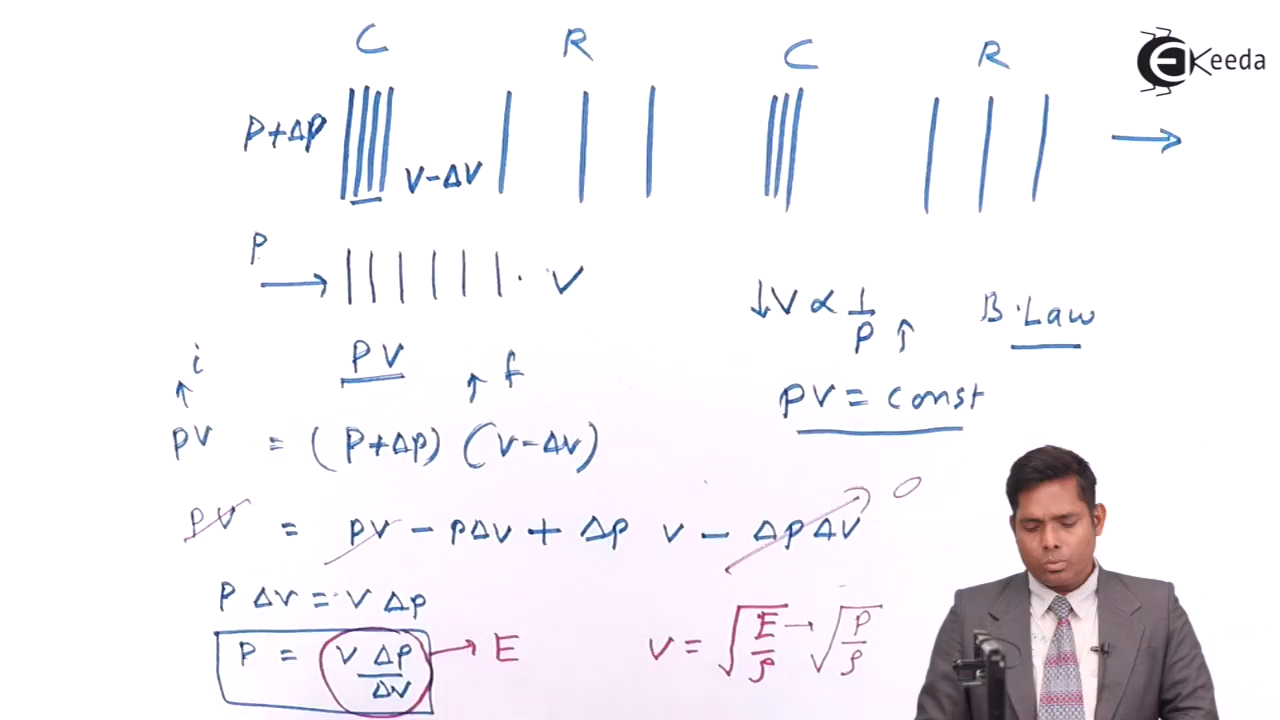 C R C R
EKeeda
P+ΔP
V-ΔV
P
V
↓V ∝ 1/P ↑ B.Law
i
PV f
PV = const
PV = (P+ΔP) (V-ΔV)
PV = PV - PΔV + ΔP V - ΔPΔV 0
P ΔV = V ΔP
P = V ΔP/ΔV → E
V = √E/ρ → √P/ρ